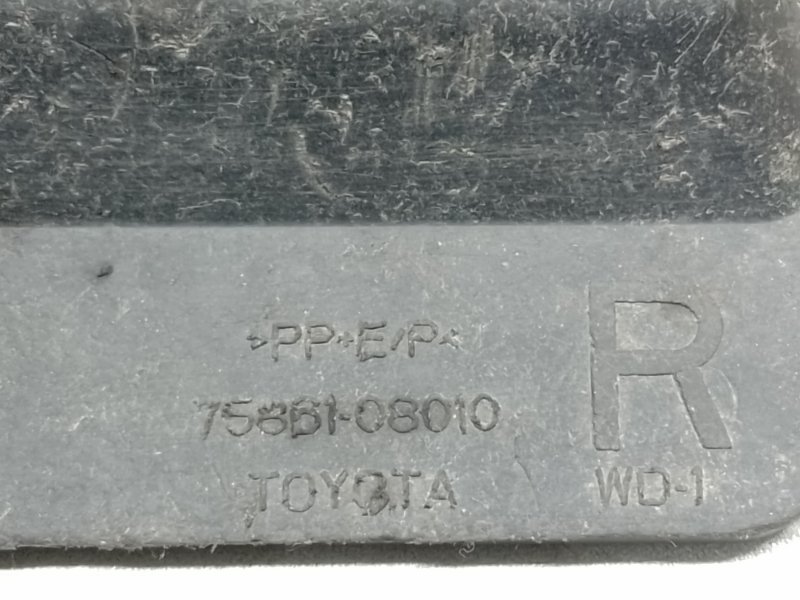 >PP+E/P<
75861-08010
TOYOTA
R
WD-1